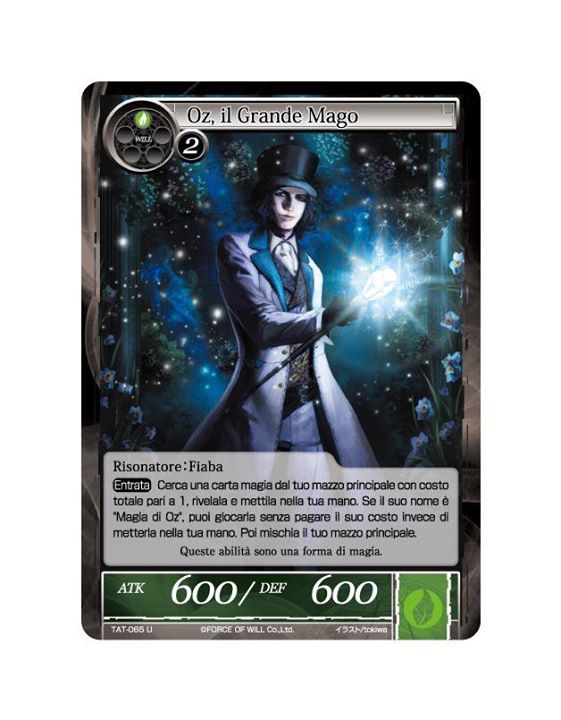 Oz, il Grande Mago
WILL
2
Risonatore:Fiaba
Entrata Cerca una carta magia dal tuo mazzo principale con costo
totale pari a 1, rivelala e mettila nella tua mano. Se il suo nome è
"Magia di Oz", puoi giocarla senza pagare il suo costo invece di
metterla nella tua mano. Poi mischia il tuo mazzo principale.
Queste abilità sono una forma di magia.
ATK 600 / DEF 600
TAT-065 U ©FORCE OF WILL Co.,Ltd. イラスト/tokiwa